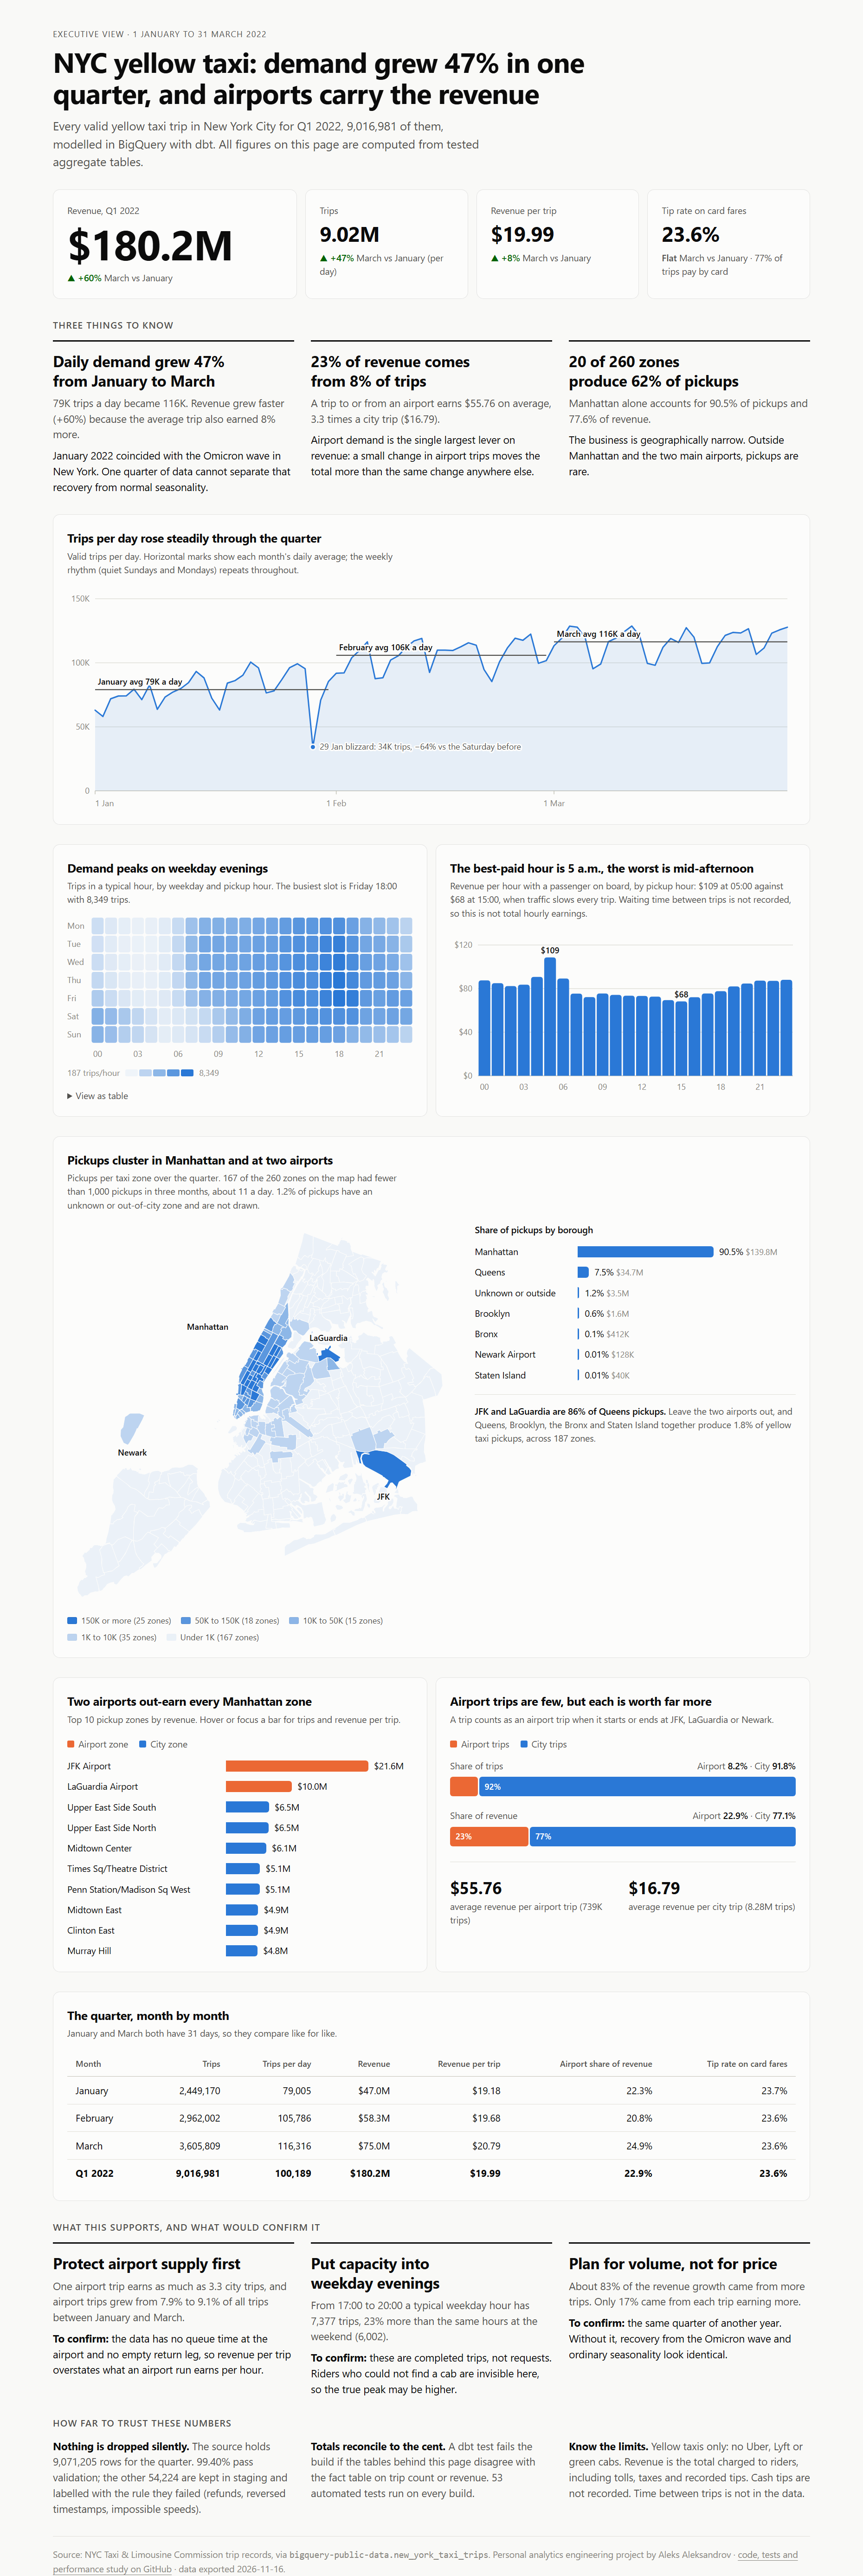 EXECUTIVE VIEW · 1 JANUARY TO 31 MARCH 2022
NYC yellow taxi: demand grew 47% in one
quarter, and airports carry the revenue
Every valid yellow taxi trip in New York City for Q1 2022, 9,016,981 of them,
modelled in BigQuery with dbt. All figures on this page are computed from tested
aggregate tables.
Revenue, Q1 2022
$180.2M
▲ +60% March vs January
Trips
9.02M
▲ +47% March vs January (per
day)
Revenue per trip
$19.99
▲ +8% March vs January
Tip rate on card fares
23.6%
Flat March vs January · 77% of
trips pay by card
THREE THINGS TO KNOW
Daily demand grew 47%
from January to March
79K trips a day became 116K. Revenue grew faster
(+60%) because the average trip also earned 8%
more.
January 2022 coincided with the Omicron wave in
New York. One quarter of data cannot separate that
recovery from normal seasonality.
23% of revenue comes
from 8% of trips
A trip to or from an airport earns $55.76 on average,
3.3 times a city trip ($16.79).
Airport demand is the single largest lever on
revenue: a small change in airport trips moves the
total more than the same change anywhere else.
20 of 260 zones
produce 62% of pickups
Manhattan alone accounts for 90.5% of pickups and
77.6% of revenue.
The business is geographically narrow. Outside
Manhattan and the two main airports, pickups are
rare.
Trips per day rose steadily through the quarter
Valid trips per day. Horizontal marks show each month's daily average; the weekly
rhythm (quiet Sundays and Mondays) repeats throughout.
150K
100K
50K
0
January avg 79K a day
February avg 106K a day
March avg 116K a day
29 Jan blizzard: 34K trips, −64% vs the Saturday before
1 Jan
1 Feb
1 Mar
Demand peaks on weekday evenings
Trips in a typical hour, by weekday and pickup hour. The busiest slot is Friday 18:00
with 8,349 trips.
Mon
Tue
Wed
Thu
Fri
Sat
Sun
00 03 06 09 12 15 18 21
187 trips/hour 8,349
▶ View as table
The best-paid hour is 5 a.m., the worst is mid-afternoon
Revenue per hour with a passenger on board, by pickup hour: $109 at 05:00 against
$68 at 15:00, when traffic slows every trip. Waiting time between trips is not recorded,
so this is not total hourly earnings.
$120
$80
$40
$0
$109
$68
00 03 06 09 12 15 18 21
Pickups cluster in Manhattan and at two airports
Pickups per taxi zone over the quarter. 167 of the 260 zones on the map had fewer
than 1,000 pickups in three months, about 11 a day. 1.2% of pickups have an
unknown or out-of-city zone and are not drawn.
Manhattan
LaGuardia
Newark
JFK
150K or more (25 zones) 50K to 150K (18 zones) 10K to 50K (15 zones)
1K to 10K (35 zones) Under 1K (167 zones)
Share of pickups by borough
Manhattan 90.5% $139.8M
Queens 7.5% $34.7M
Unknown or outside 1.2% $3.5M
Brooklyn 0.6% $1.6M
Bronx 0.1% $412K
Newark Airport 0.01% $128K
Staten Island 0.01% $40K
JFK and LaGuardia are 86% of Queens pickups. Leave the two airports out, and
Queens, Brooklyn, the Bronx and Staten Island together produce 1.8% of yellow
taxi pickups, across 187 zones.
Two airports out-earn every Manhattan zone
Top 10 pickup zones by revenue. Hover or focus a bar for trips and revenue per trip.
Airport zone City zone
JFK Airport $21.6M
LaGuardia Airport $10.0M
Upper East Side South $6.5M
Upper East Side North $6.5M
Midtown Center $6.1M
Times Sq/Theatre District $5.1M
Penn Station/Madison Sq West $5.1M
Midtown East $4.9M
Clinton East $4.9M
Murray Hill $4.8M
Airport trips are few, but each is worth far more
A trip counts as an airport trip when it starts or ends at JFK, LaGuardia or Newark.
Airport trips City trips
Share of trips Airport 8.2% · City 91.8%
92%
Share of revenue Airport 22.9% · City 77.1%
23% 77%
$55.76
average revenue per airport trip (739K
trips)
$16.79
average revenue per city trip (8.28M trips)
The quarter, month by month
January and March both have 31 days, so they compare like for like.
Month Trips Trips per day Revenue Revenue per trip Airport share of revenue Tip rate on card fares
January 2,449,170 79,005 $47.0M $19.18 22.3% 23.7%
February 2,962,002 105,786 $58.3M $19.68 20.8% 23.6%
March 3,605,809 116,316 $75.0M $20.79 24.9% 23.6%
Q1 2022 9,016,981 100,189 $180.2M $19.99 22.9% 23.6%
WHAT THIS SUPPORTS, AND WHAT WOULD CONFIRM IT
Protect airport supply first
One airport trip earns as much as 3.3 city trips, and
airport trips grew from 7.9% to 9.1% of all trips
between January and March.
To confirm: the data has no queue time at the
airport and no empty return leg, so revenue per trip
overstates what an airport run earns per hour.
Put capacity into
weekday evenings
From 17:00 to 20:00 a typical weekday hour has
7,377 trips, 23% more than the same hours at the
weekend (6,002).
To confirm: these are completed trips, not requests.
Riders who could not find a cab are invisible here,
so the true peak may be higher.
Plan for volume, not for price
About 83% of the revenue growth came from more
trips. Only 17% came from each trip earning more.
To confirm: the same quarter of another year.
Without it, recovery from the Omicron wave and
ordinary seasonality look identical.
HOW FAR TO TRUST THESE NUMBERS
Nothing is dropped silently. The source holds
9,071,205 rows for the quarter. 99.40% pass
validation; the other 54,224 are kept in staging and
labelled with the rule they failed (refunds, reversed
timestamps, impossible speeds).
Totals reconcile to the cent. A dbt test fails the
build if the tables behind this page disagree with
the fact table on trip count or revenue. 53
automated tests run on every build.
Know the limits. Yellow taxis only: no Uber, Lyft or
green cabs. Revenue is the total charged to riders,
including tolls, taxes and recorded tips. Cash tips are
not recorded. Time between trips is not in the data.
Source: NYC Taxi & Limousine Commission trip records, via bigquery-public-data.new_york_taxi_trips. Personal analytics engineering project by Aleks Aleksandrov · code, tests and
performance study on GitHub · data exported 2026-11-16.